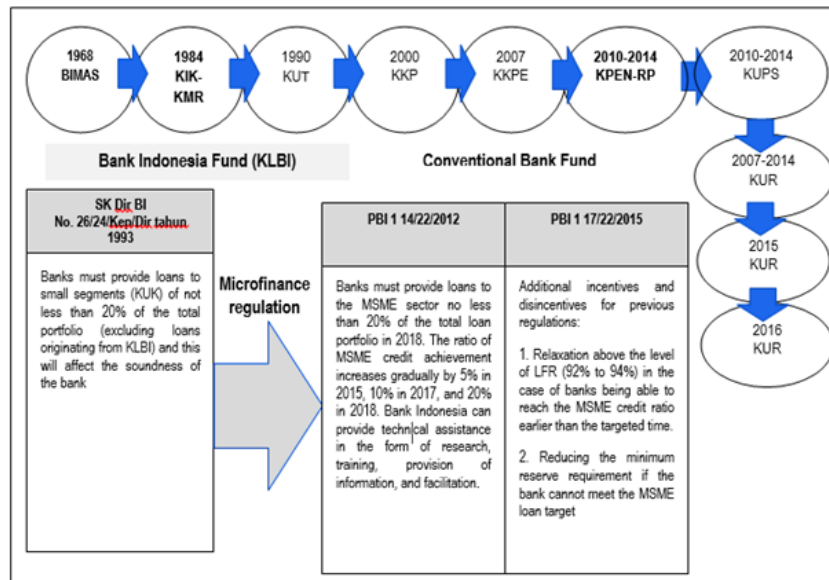 1968
BIMAS
1984
KIK-
KMR
1990
KUT
2000
KKP
2007
KKPE
2010-2014
KPEN-RP
2010-2014
KUPS
2007-2014
KUR
2015
KUR
2016
KUR
Bank Indonesia Fund (KLBI)
Conventional Bank Fund
SK Dir BI
No. 26/24/Kep/Dir tahun
1993
Banks must provide loans to
small segments (KUK) of not
less than 20% of the total
portfolio (excluding loans
originating from KLBI) and this
will affect the soundness of
the bank
Microfinance
regulation
PBI 1 14/22/2012
Banks must provide loans to
the MSME sector no less
than 20% of the total loan
portfolio in 2018. The ratio of
MSME credit achievement
increases gradually by 5% in
2015, 10% in 2017, and 20%
in 2018. Bank Indonesia can
provide technical assistance
in the form of research,
training, provision of
information, and facilitation.
PBI 1 17/22/2015
Additional incentives and
disincentives for previous
regulations:
1. Relaxation above the level
of LFR (92% to 94%) in the
case of banks being able to
reach the MSME credit ratio
earlier than the targeted time.
2. Reducing the minimum
reserve requirement if the
bank cannot meet the MSME
loan target